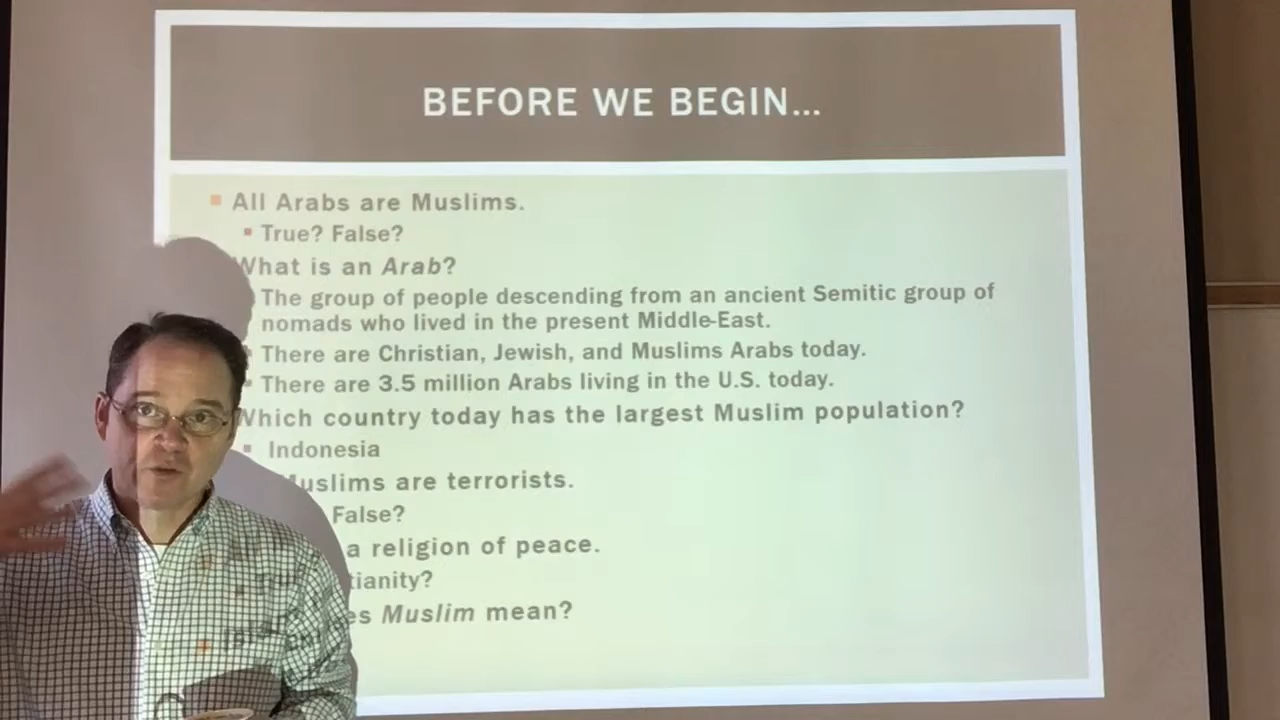 BEFORE WE BEGIN…
All Arabs are Muslims.
True? False?
What is an Arab?
The group of people descending from an ancient Semitic group of
nomads who lived in the present Middle-East.
There are Christian, Jewish, and Muslims Arabs today.
There are 3.5 million Arabs living in the U.S. today.
Which country today has the largest Muslim population?
Indonesia
Muslims are terrorists.
False?
a religion of peace.
Muslim mean?